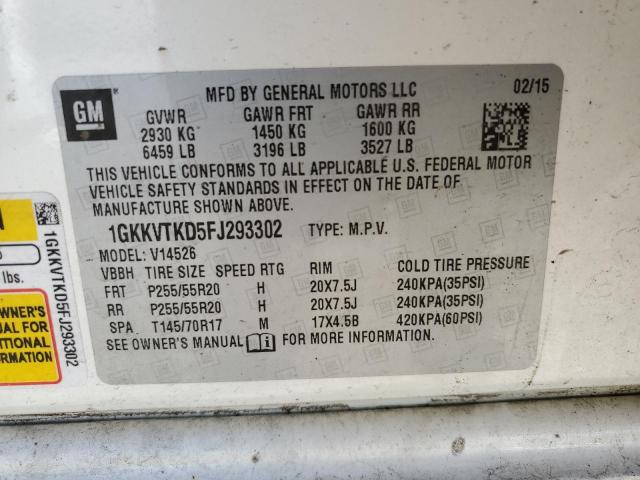 GM
MFD BY GENERAL MOTORS LLC 02/15
GVWR GAWR FRT GAWR RR
2930 KG 1450 KG 1600 KG
6459 LB 3196 LB 3527 LB
THIS VEHICLE CONFORMS TO ALL APPLICABLE U.S. FEDERAL MOTOR
VEHICLE SAFETY STANDARDS IN EFFECT ON THE DATE OF
MANUFACTURE SHOWN ABOVE.
1GKKVTKD5FJ293302 TYPE: M.P.V.
MODEL: V14526
VBBH TIRE SIZE SPEED RTG RIM COLD TIRE PRESSURE
FRT P255/55R20 H 20X7.5J 240KPA(35PSI)
RR P255/55R20 H 20X7.5J 240KPA(35PSI)
SPA T145/70R17 M 17X4.5B 420KPA(60PSI)
SEE OWNER'S MANUAL FOR MORE INFORMATION.
1GKKVTKD5FJ293302
lbs.
OWNER'S
UAL FOR
ITIONAL
RMATION